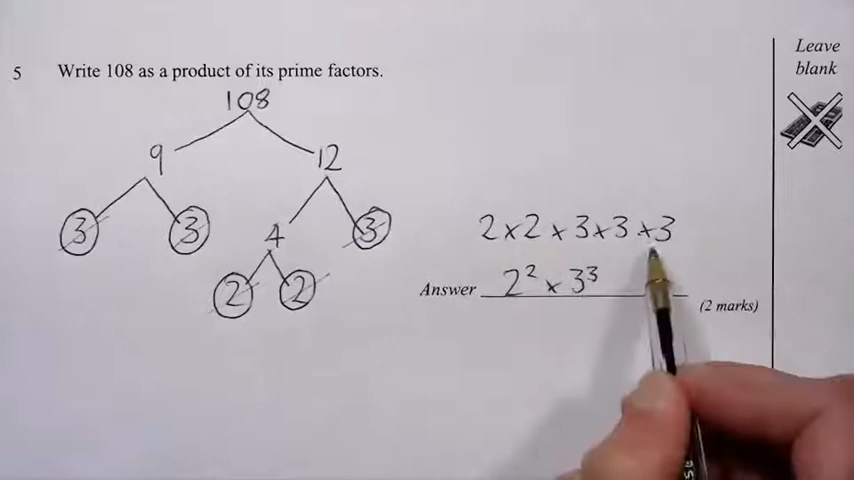 Leave
blank
5 Write 108 as a product of its prime factors.
108
9 12
3 3 4 3
2 2
2 x 2 x 3 x 3 x 3
Answer 2² x 3³
(2 marks)